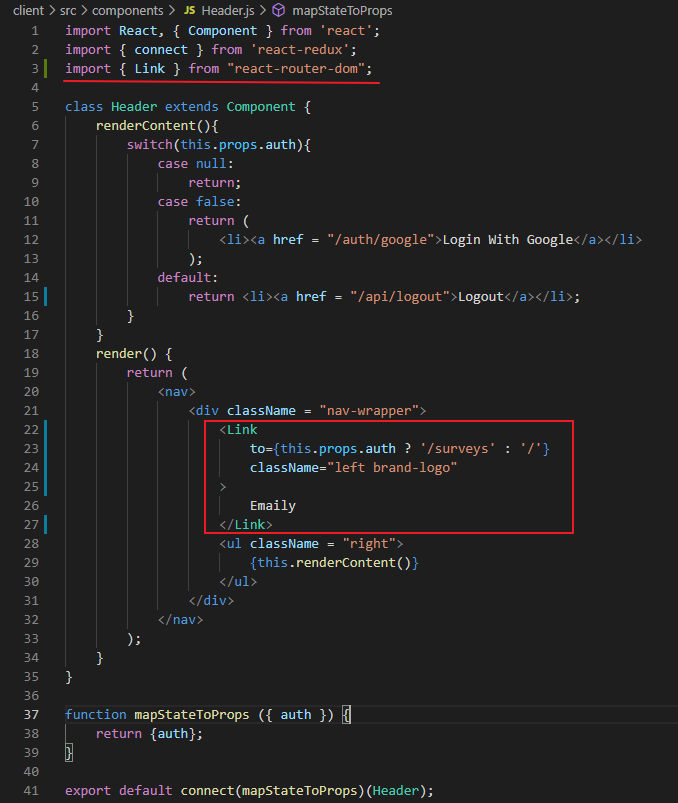 client > src > components > JS Header.js > mapStateToProps
1 import React, { Component } from 'react';
2 import { connect } from 'react-redux';
3 import { Link } from "react-router-dom";
4
5 class Header extends Component {
6     renderContent(){
7         switch(this.props.auth){
8             case null:
9                 return;
10             case false:
11                 return (
12                     <li><a href = "/auth/google">Login With Google</a></li>
13                 );
14             default:
15                 return <li><a href = "/api/logout">Logout</a></li>;
16         }
17     }
18     render() {
19         return (
20             <nav>
21                 <div className = "nav-wrapper">
22                     <Link
23                         to={this.props.auth ? '/surveys' : '/'}
24                         className="left brand-logo"
25                     >
26                         Emaily
27                     </Link>
28                     <ul className = "right">
29                         {this.renderContent()}
30                     </ul>
31                 </div>
32             </nav>
33         );
34     }
35 }
36
37 function mapStateToProps ({ auth }) {
38     return {auth};
39 }
40
41 export default connect(mapStateToProps)(Header);